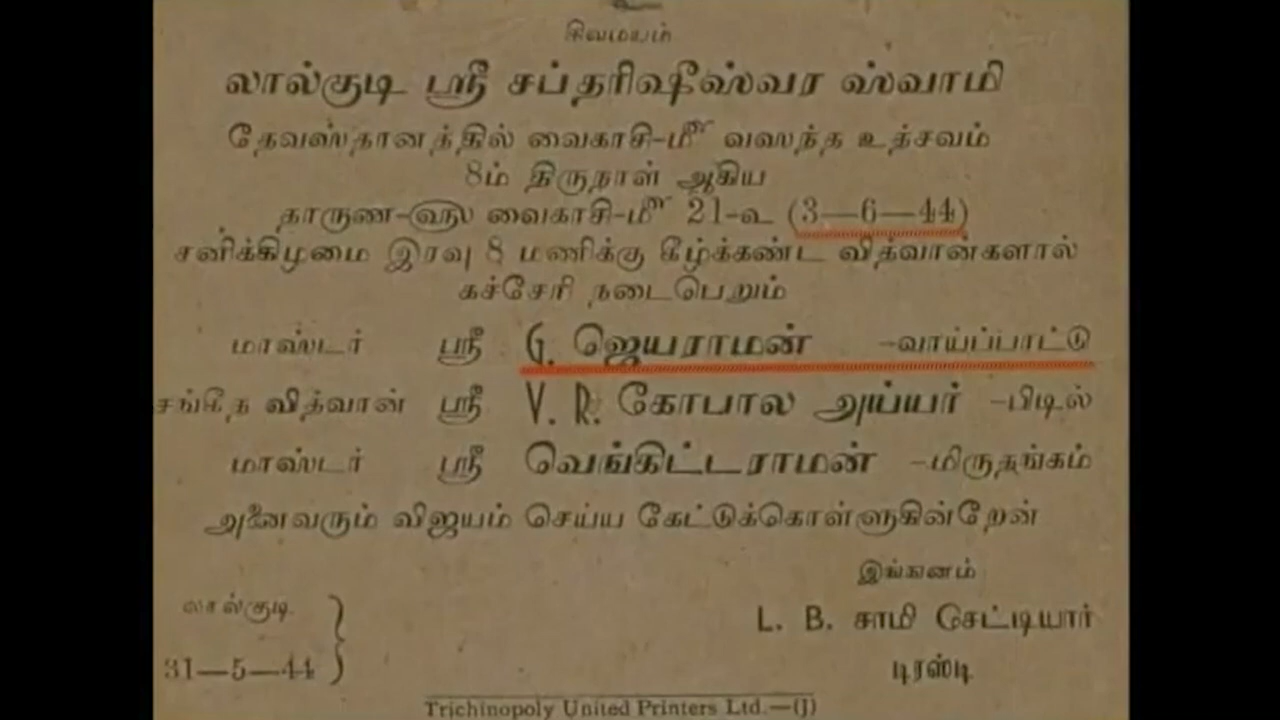 சிவமயம்
லால்குடி ஸ்ரீ சப்தரிஷீஸ்வர ஸ்வாமி
தேவஸ்தானத்தில் வைகாசி-மீ வஸந்த உத்சவம்
8ம் திருநாள் ஆகிய
தாருண-௵ வைகாசி-மீ 21-உ (3—6—44)
சனிக்கிழமை இரவு 8 மணிக்கு கீழ்க்கண்ட வித்வான்களால்
கச்சேரி நடைபெறும்
மாஸ்டர் ஸ்ரீ G. ஜெயராமன் -வாய்ப்பாட்டு
சங்கீத வித்வான் ஸ்ரீ V. R. கோபால அய்யர் -பிடில்
மாஸ்டர் ஸ்ரீ வெங்கிட்டராமன் -மிருதங்கம்
அனைவரும் விஜயம் செய்ய கேட்டுக்கொள்ளுகின்றேன்
இங்ஙனம்
லால்குடி
31—5—44
L. B. சாமி செட்டியார்
டிரஸ்டி
Trichinopoly United Printers Ltd.—(J)